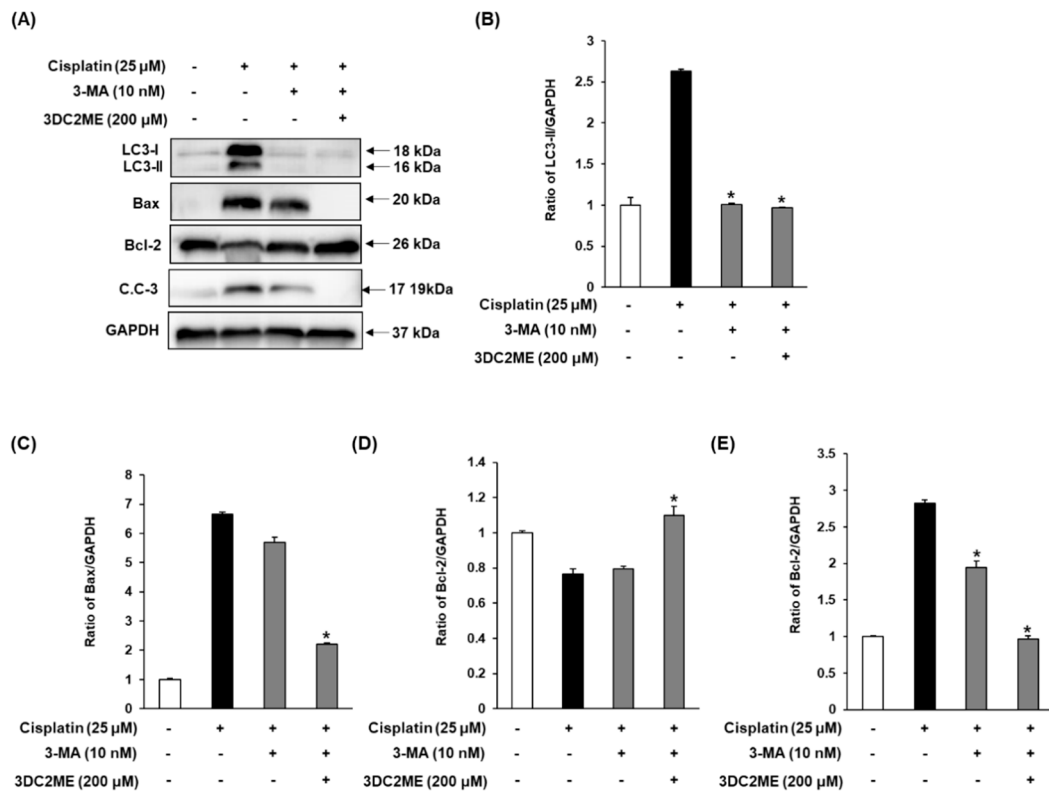 (A)
Cisplatin (25 µM) - + + +
3-MA (10 nM) - - + +
3DC2ME (200 µM) - - - +
LC3-I 18 kDa
LC3-II 16 kDa
Bax 20 kDa
Bcl-2 26 kDa
C.C-3 17 19kDa
GAPDH 37 kDa
(B)
Ratio of LC3-II/GAPDH
3
2.5
2
1.5
1
0.5
0
* *
Cisplatin (25 µM) - + + +
3-MA (10 nM) - - + +
3DC2ME (200 µM) - - - +
(C)
Ratio of Bax/GAPDH
8
7
6
5
4
3
2
1
0
*
Cisplatin (25 µM) - + + +
3-MA (10 nM) - - + +
3DC2ME (200 µM) - - - +
(D)
Ratio of Bcl-2/GAPDH
1.4
1.2
1
0.8
0.6
0.4
0.2
0
*
Cisplatin (25 µM) - + + +
3-MA (10 nM) - - + +
3DC2ME (200 µM) - - - +
(E)
Ratio of Bcl-2/GAPDH
3.5
3
2.5
2
1.5
1
0.5
0
*
*
Cisplatin (25 µM) - + + +
3-MA (10 nM) - - + +
3DC2ME (200 µM) - - - +